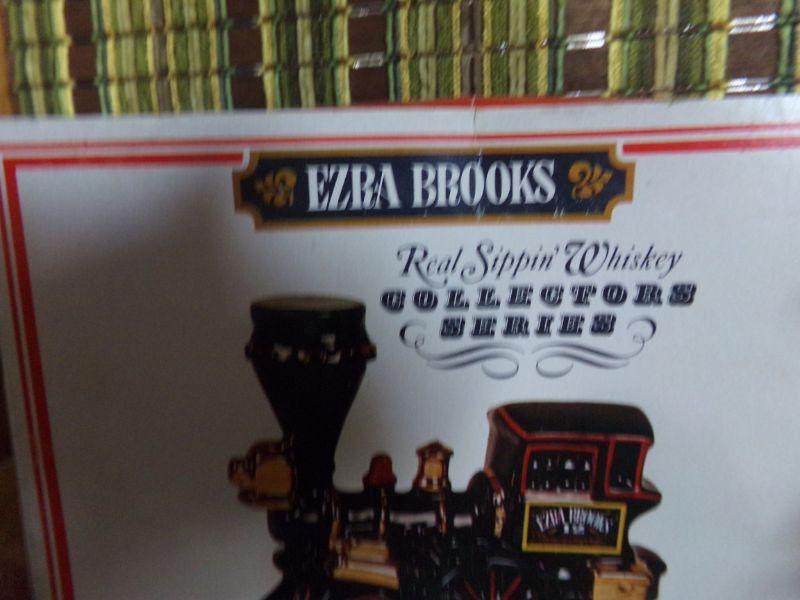 EZRA BROOKS
Real Sippin' Whiskey
COLLECTORS
SERIES
EZRA BROOKS